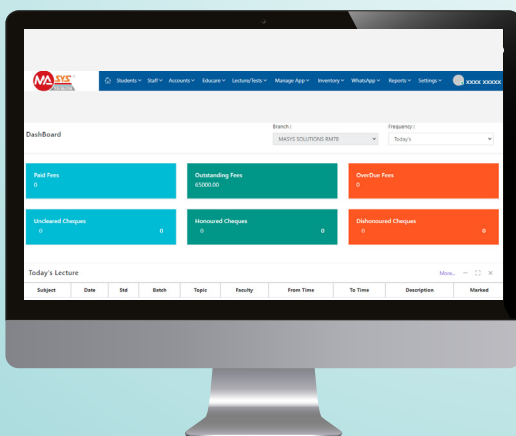 MA SYS
Students Staff Accounts Educare Lecture/Tests Manage App Inventory WhatsApp Reports Settings xxxx xxxxx
Branch :
Frequency :
DashBoard
MASYS SOLUTIONS RMTB
Today's
Paid Fees
0
Outstanding Fees
65000.00
OverDue Fees
0
Uncleared Cheques
0 0
Honoured Cheques
0 0
Dishonoured Cheques
0 0
Today's Lecture
More...
Subject Date Std Batch Topic Faculty From Time To Time Description Marked